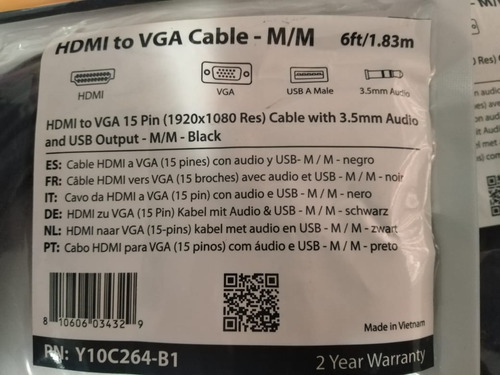 HDMI to VGA Cable - M/M 6ft/1.83m
HDMI VGA USB A Male 3.5mm Audio
HDMI to VGA 15 Pin (1920x1080 Res) Cable with 3.5mm Audio
and USB Output - M/M - Black
ES: Cable HDMI a VGA (15 pines) con audio y USB- M / M - negro
FR: Câble HDMI vers VGA (15 broches) avec audio et USB - M / M - noir
IT: Cavo da HDMI a VGA (15 pin) con audio e USB - M / M - nero
DE: HDMI zu VGA (15 Pin) Kabel mit Audio & USB - M / M - schwarz
NL: HDMI naar VGA (15-pins) kabel met audio en USB - M / M - zwart
PT: Cabo HDMI para VGA (15 pinos) com áudio e USB - M / M - preto
8 10606 03432 9
Made in Vietnam
PN: Y10C264-B1 2 Year Warranty